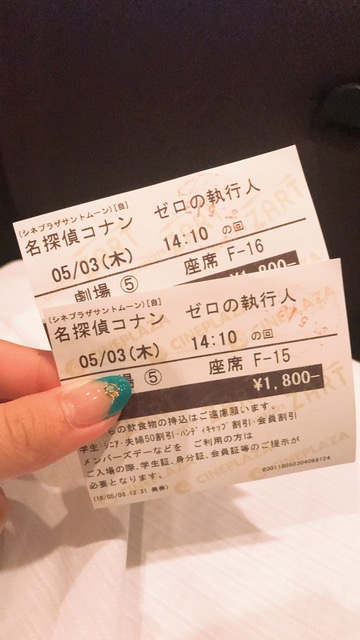 (シネプラザサントムーン)[自]
名探偵コナン ゼロの執行人
05/03(木) 14:10 の回
劇場 ⑤ 座席 F-16
¥1,800-
(シネプラザサントムーン)[自]
名探偵コナン ゼロの執行人
05/03(木) 14:10 の回
場 ⑤ 座席 F-15
¥1,800-
らの飲食物の持込はご遠慮願います。
学生・シニア・夫婦50割引・ハンディキャップ割引・会員割引
メンバーズデーなどを ご利用の方は
ご入場の際、学生証、身分証、会員証等のご提示が
必要となります。
(18/05/03 12:31 発券)